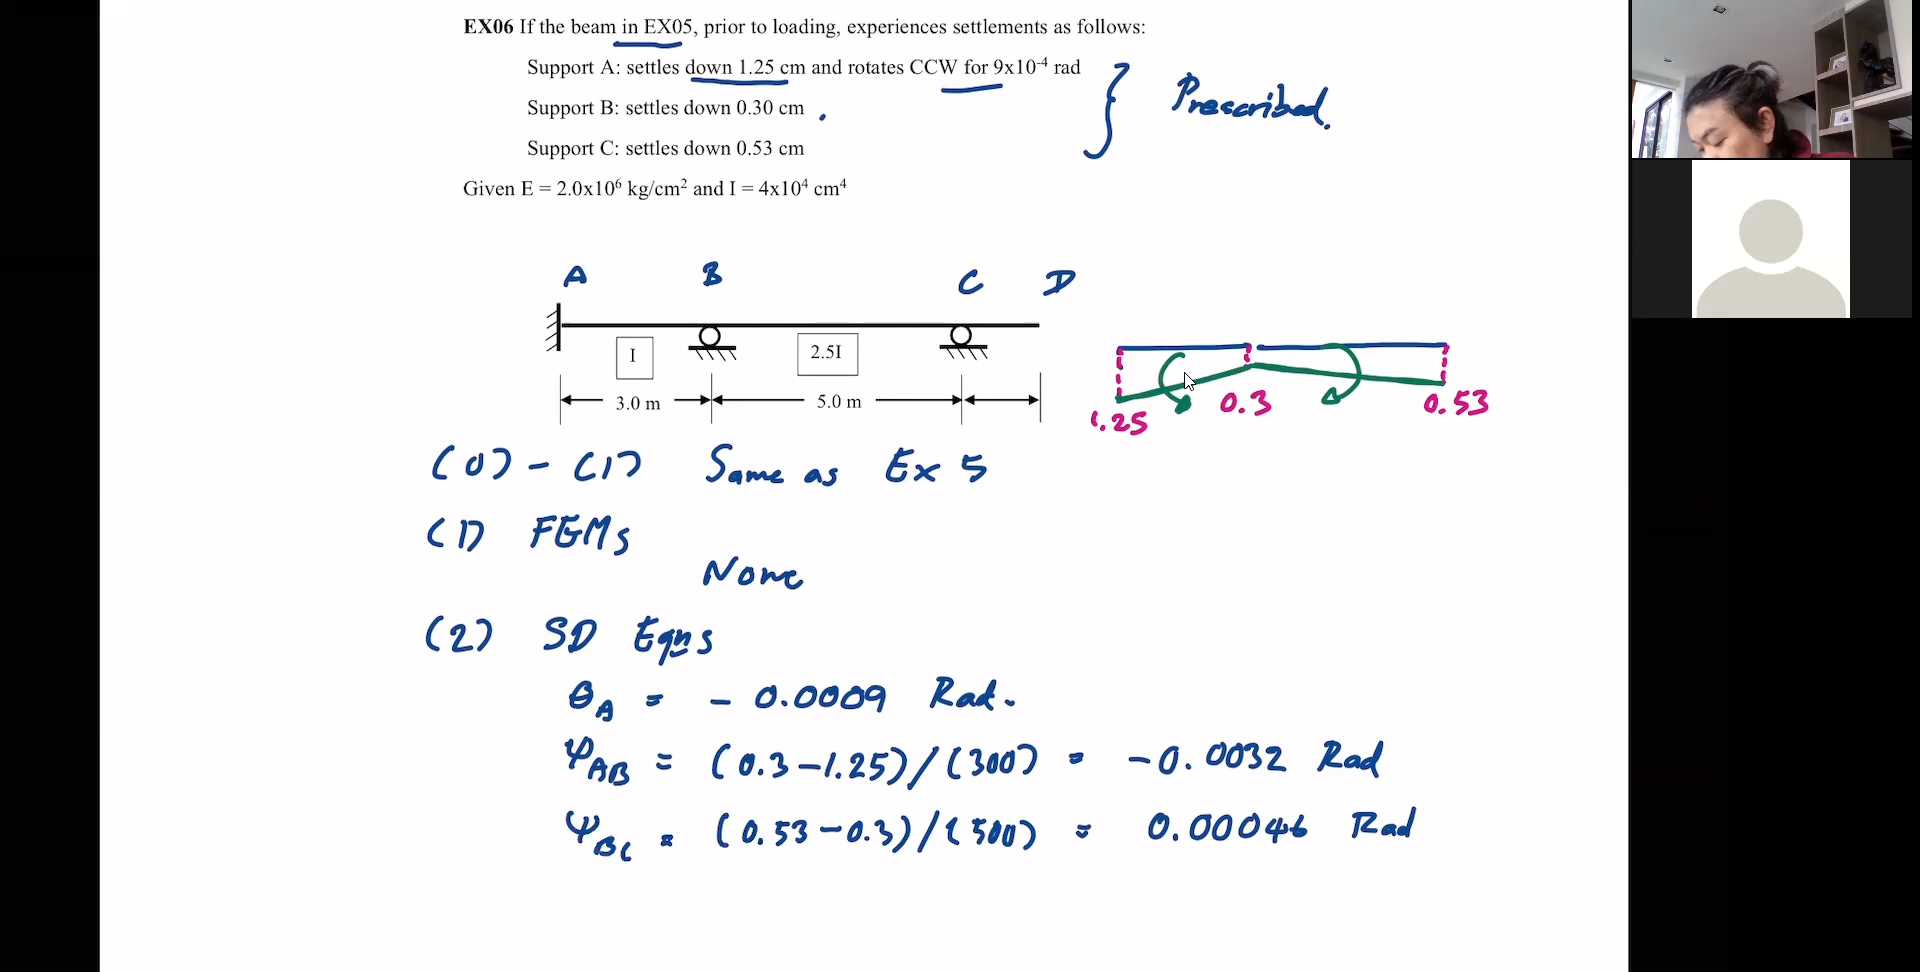 EX06 If the beam in EX05, prior to loading, experiences settlements as follows:
Support A: settles down 1.25 cm and rotates CCW for 9x10⁻⁴ rad
Support B: settles down 0.30 cm
Support C: settles down 0.53 cm
Prescribed.
Given E = 2.0x10⁶ kg/cm² and I = 4x10⁴ cm⁴
A B C D
I 2.5I
3.0 m 5.0 m
1.25 0.3 0.53
(0) - (1) Same as Ex 5
(1) FEMs
None
(2) SD Eqns
θA = - 0.0009 Rad.
ΨAB = (0.3-1.25)/(300) = -0.0032 Rad
ΨBC = (0.53-0.3)/(500) = 0.00046 Rad